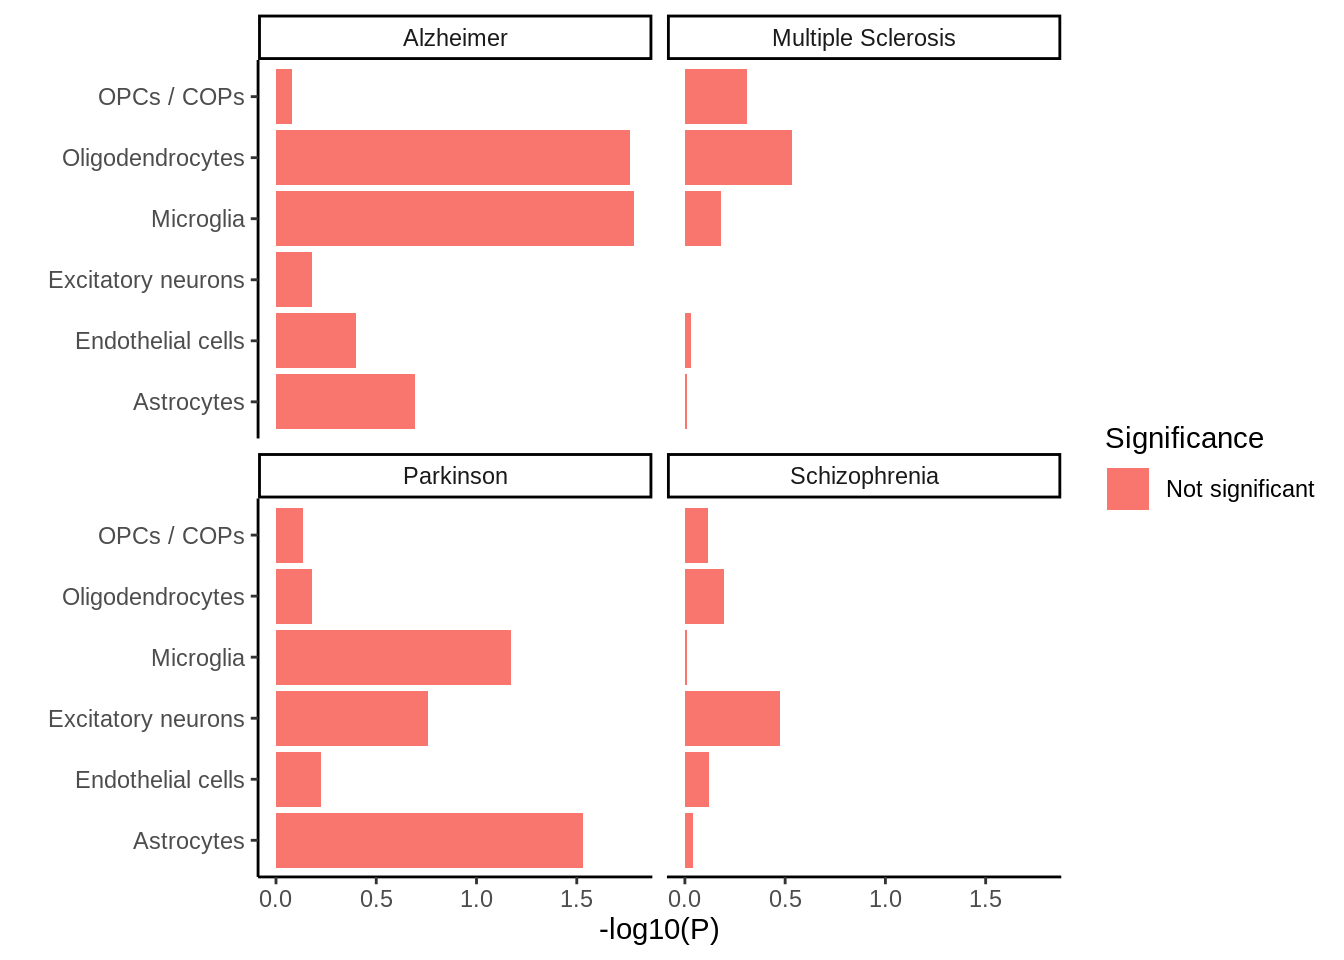 Alzheimer
Multiple Sclerosis
OPCs / COPs
Oligodendrocytes
Microglia
Excitatory neurons
Endothelial cells
Astrocytes
Parkinson
Schizophrenia
OPCs / COPs
Oligodendrocytes
Microglia
Excitatory neurons
Endothelial cells
Astrocytes
0.0 0.5 1.0 1.5
0.0 0.5 1.0 1.5
-log10(P)
Significance
Not significant